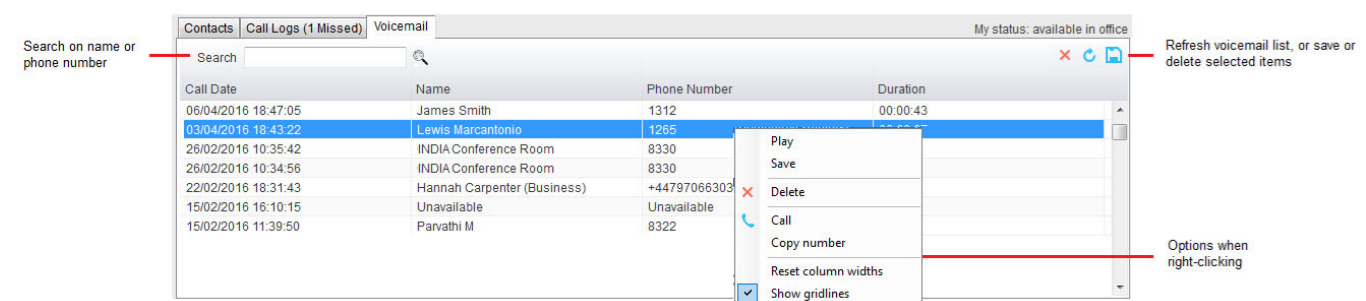 Contacts Call Logs (1 Missed) Voicemail My status: available in office
Search on name or
phone number
Search
Refresh voicemail list, or save or
delete selected items
Call Date Name Phone Number Duration
06/04/2016 18:47:05 James Smith 1312 00:00:43
03/04/2016 18:43:22 Lewis Marcantonio 1265
26/02/2016 10:35:42 INDIA Conference Room 8330
26/02/2016 10:34:56 INDIA Conference Room 8330
22/02/2016 18:31:43 Hannah Carpenter (Business) +44797066303
15/02/2016 16:10:15 Unavailable Unavailable
15/02/2016 11:39:50 Parvathi M 8322
Play
Save
Delete
Call
Copy number
Reset column widths
Show gridlines
Options when
right-clicking